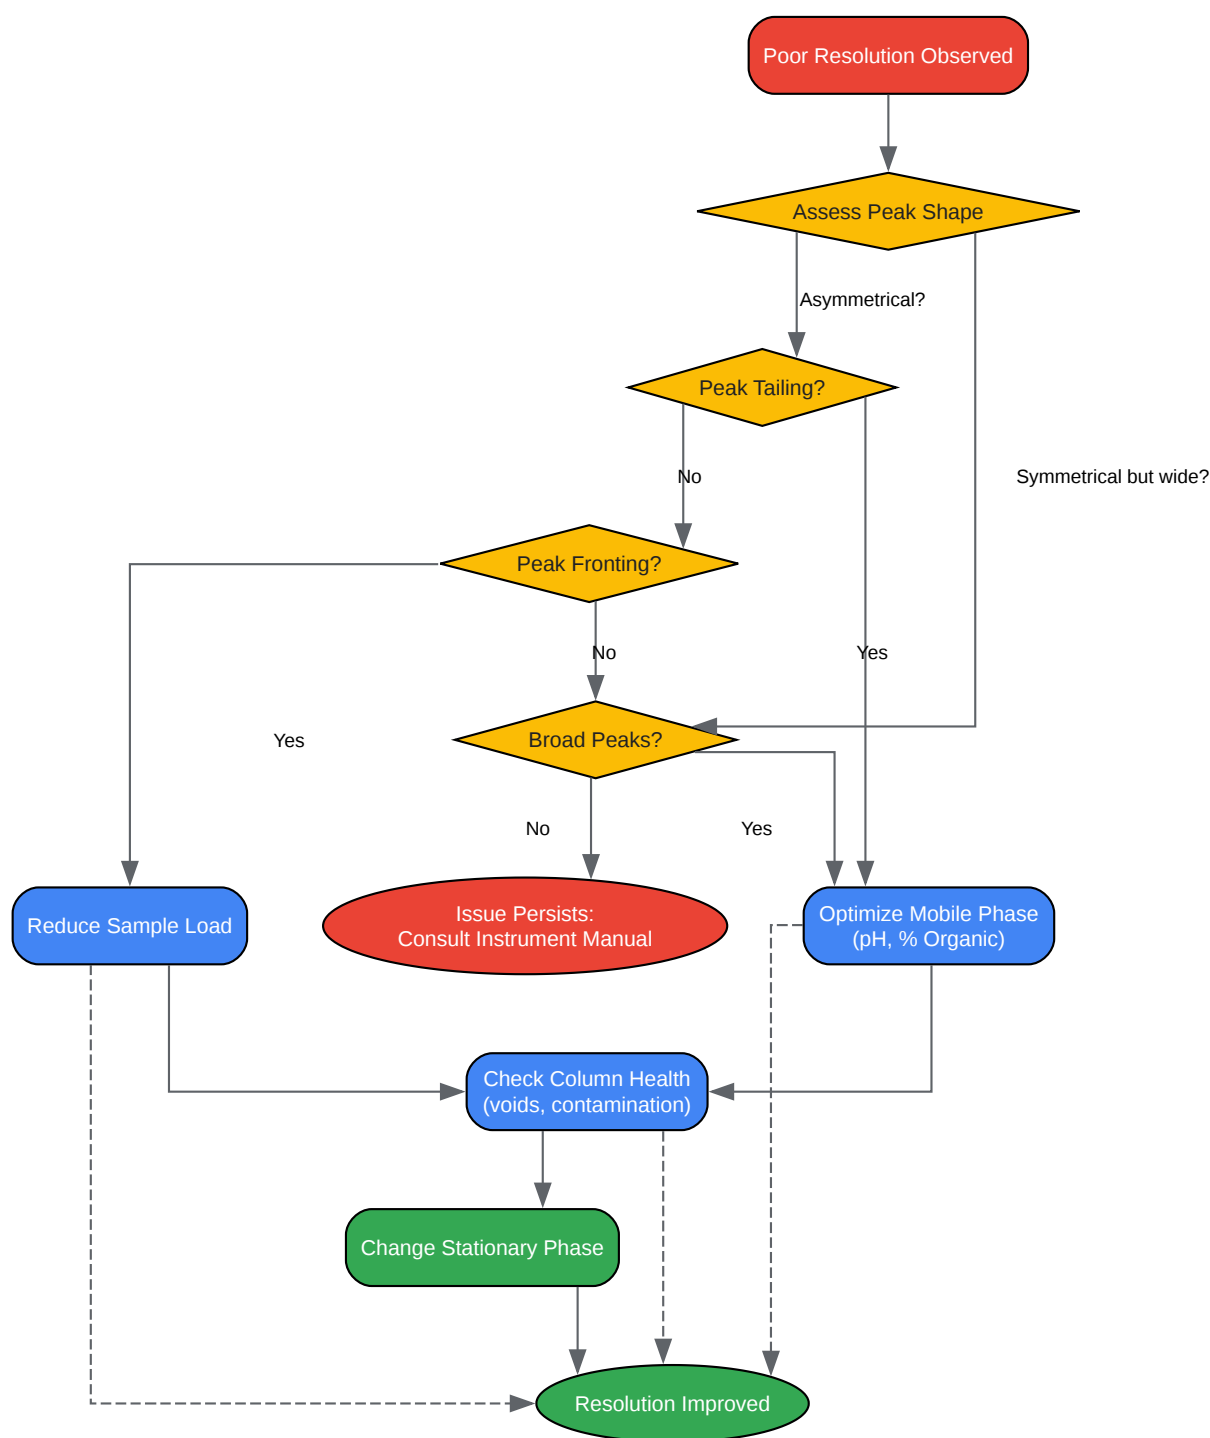 Poor Resolution Observed
Assess Peak Shape
Asymmetrical?
Peak Tailing?
No
Symmetrical but wide?
Peak Fronting?
No
Yes
Yes
Broad Peaks?
No
Yes
Reduce Sample Load
Issue Persists:
Consult Instrument Manual
Optimize Mobile Phase
(pH, % Organic)
Check Column Health
(voids, contamination)
Change Stationary Phase
Resolution Improved